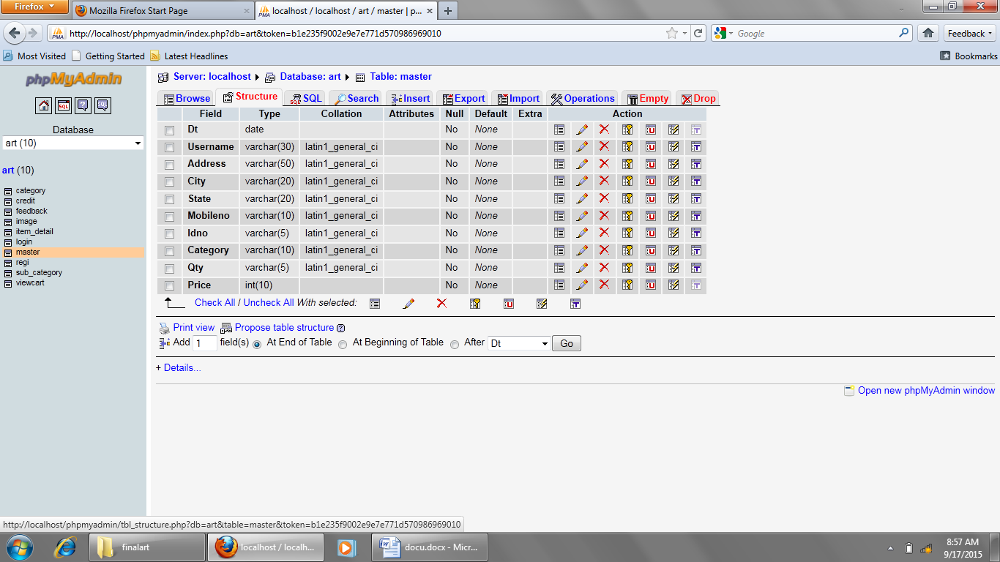 Firefox
Mozilla Firefox Start Page
localhost / localhost / art / master | p...
http://localhost/phpmyadmin/index.php?db=art&token=b1e235f9002e9e7e771d570986969010
Google
Feedback
Most Visited
Getting Started
Latest Headlines
Bookmarks
phpMyAdmin
SQL
Database
art (10)
art (10)
category
credit
feedback
image
item_detail
login
master
regi
sub_category
viewcart
Server: localhost
Database: art
Table: master
Browse
Structure
SQL
Search
Insert
Export
Import
Operations
Empty
Drop
Field Type Collation Attributes Null Default Extra Action
Dt date No None
Username varchar(30) latin1_general_ci No None
Address varchar(50) latin1_general_ci No None
City varchar(20) latin1_general_ci No None
State varchar(20) latin1_general_ci No None
Mobileno varchar(10) latin1_general_ci No None
Idno varchar(5) latin1_general_ci No None
Category varchar(10) latin1_general_ci No None
Qty varchar(5) latin1_general_ci No None
Price int(10) No None
Check All / Uncheck All With selected:
Print view Propose table structure
Add 1 field(s) At End of Table At Beginning of Table After Dt Go
+ Details...
Open new phpMyAdmin window
http://localhost/phpmyadmin/tbl_structure.php?db=art&table=master&token=b1e235f9002e9e7e771d570986969010
finalart
localhost / localh...
docu.docx - Micr...
8:57 AM
9/17/2015